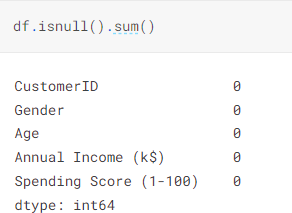 df.isnull().sum()
CustomerID 0
Gender 0
Age 0
Annual Income (k$) 0
Spending Score (1-100) 0
dtype: int64